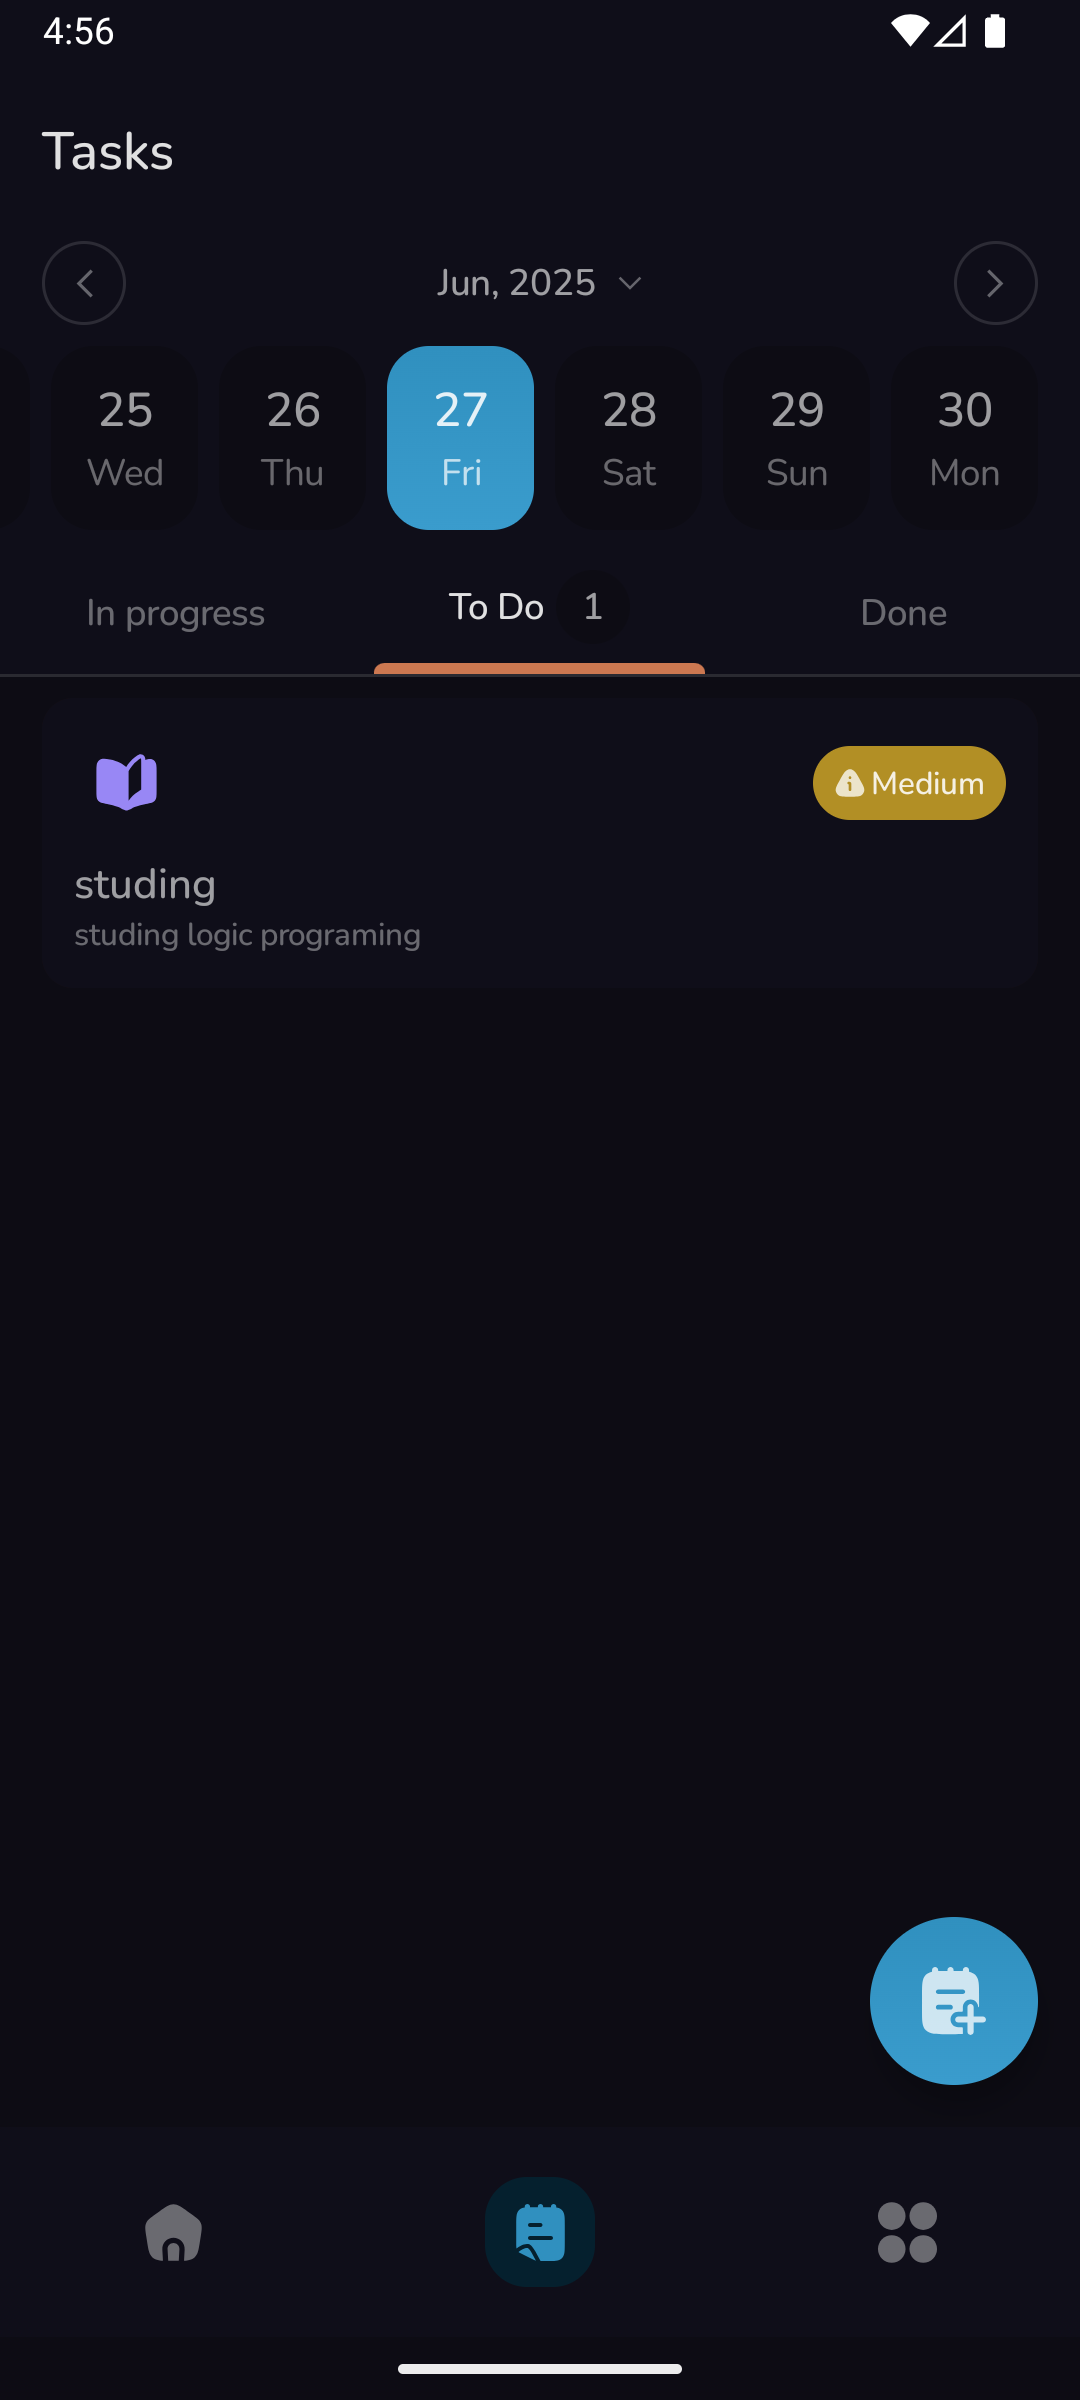 4:56
Tasks
Jun, 2025
25 26 27 28 29 30
Wed Thu Fri Sat Sun Mon
In progress To Do 1 Done
Medium
studing
studing logic programing